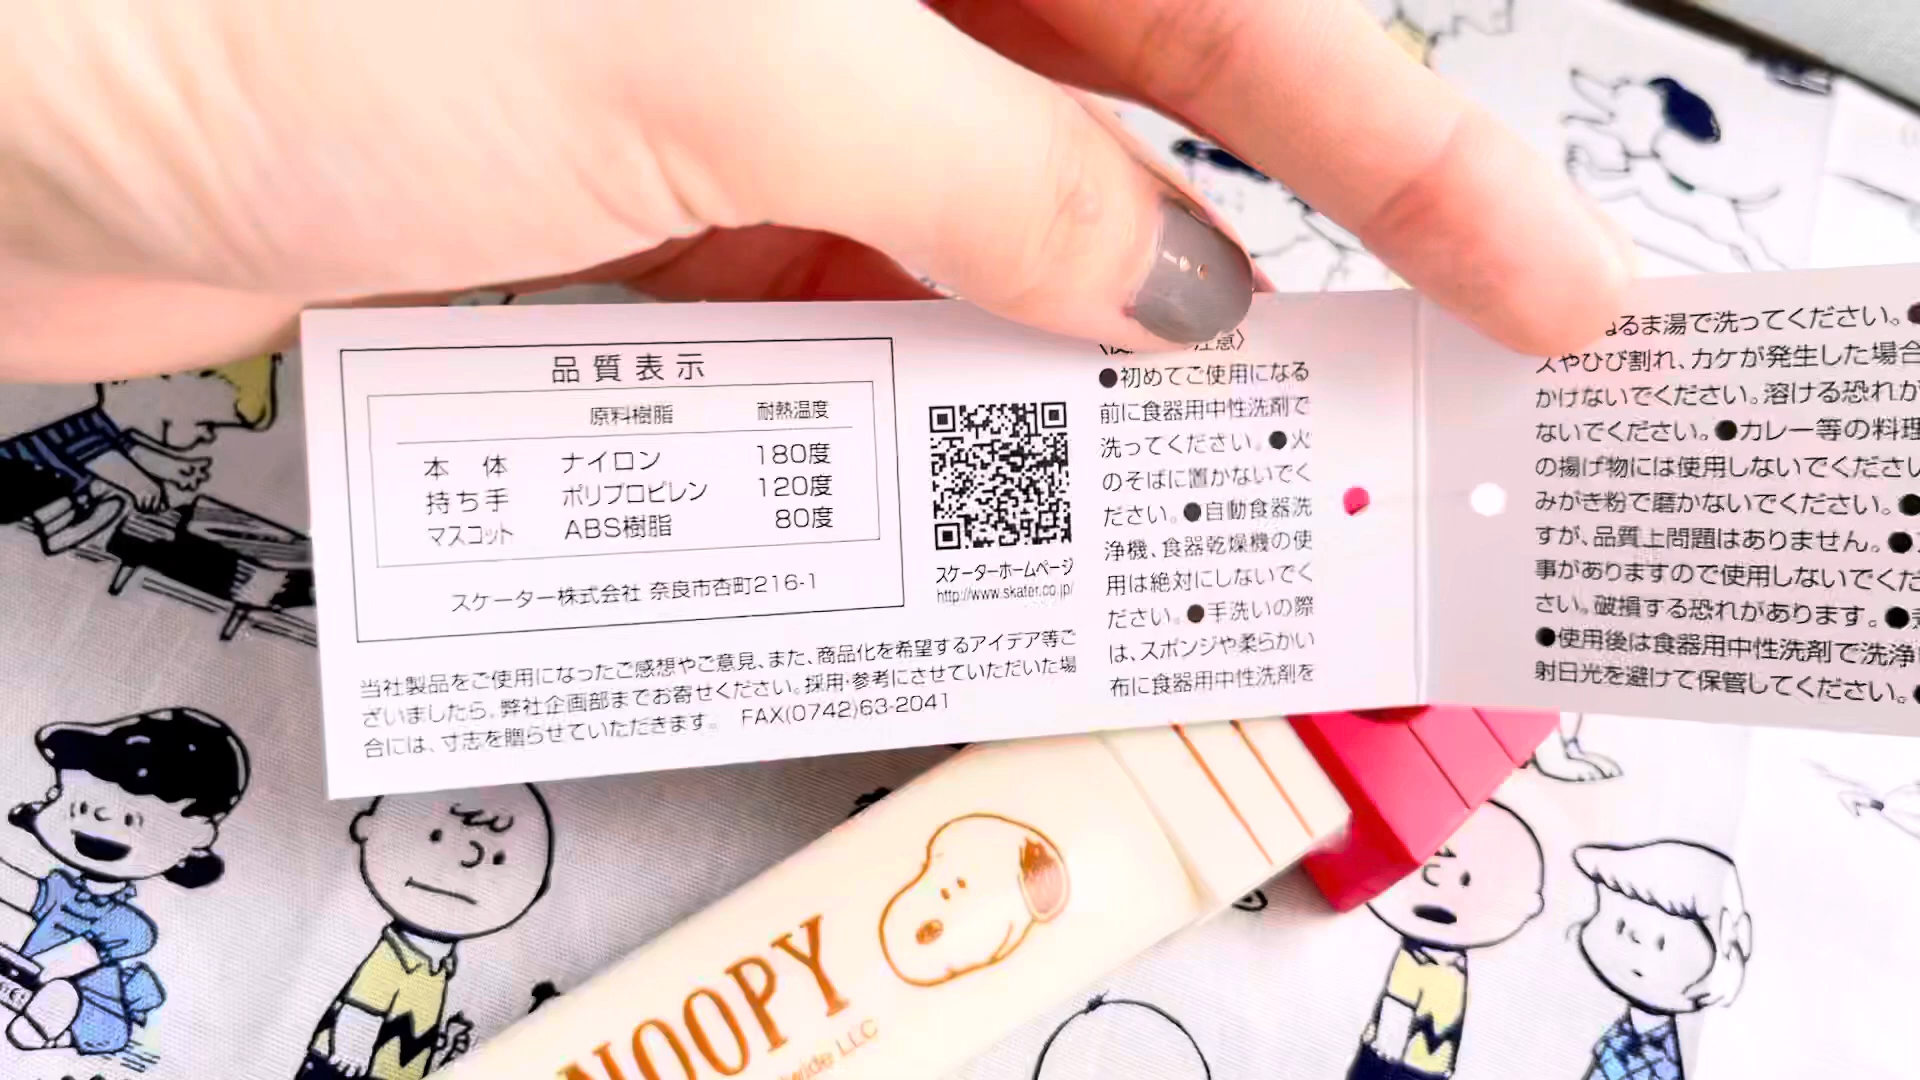 品質表示
原料樹脂 耐熱温度
本体 ナイロン 180度
持ち手 ポリプロピレン 120度
マスコット ABS樹脂 80度
スケーター株式会社 奈良市杏町216-1
当社製品をご使用になったご感想やご意見、また、商品化を希望するアイデア等ご
ざいましたら、弊社企画部までお寄せください。採用・参考にさせていただいた場
合には、寸志を贈らせていただきます。 FAX(0742)63-2041
スケーターホームページ
http://www.skater.co.jp/
注意〉
●初めてご使用になる
前に食器用中性洗剤で
洗ってください。●火
のそばに置かないでく
ださい。●自動食器洗
浄機、食器乾燥機の使
用は絶対にしないでく
ださい。●手洗いの際
は、スポンジや柔らかい
布に食器用中性洗剤を
るま湯で洗ってください。●
ズやひび割れ、カケが発生した場合
かけないでください。溶ける恐れが
ないでください。●カレー等の料理
の揚げ物には使用しないでください
みがき粉で磨かないでください。●
すが、品質上問題はありません。●
事がありますので使用しないでくだ
さい。破損する恐れがあります。●
●使用後は食器用中性洗剤で洗浄
射日光を避けて保管してください。●
NOOPY
LLC